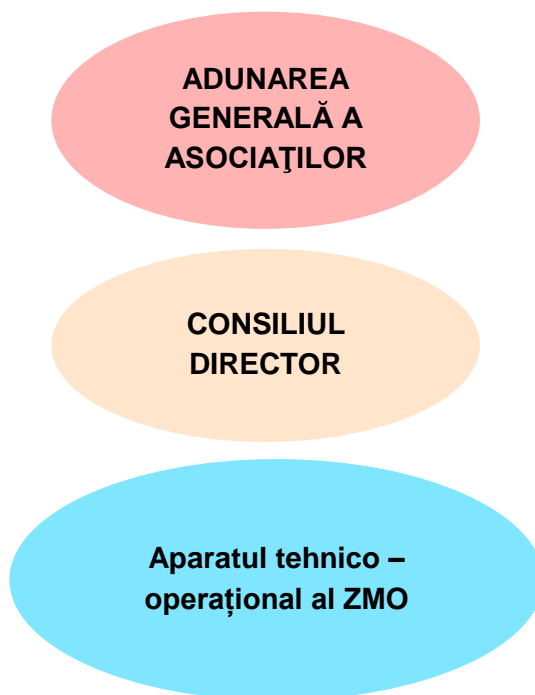 ADUNAREA
GENERALĂ A
ASOCIAŢILOR
CONSILIUL
DIRECTOR
Aparatul tehnico –
operațional al ZMO